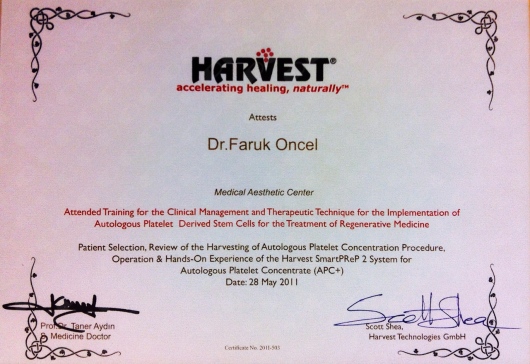 HARVEST®
accelerating healing, naturally™
Attests
Dr.Faruk Oncel
Medical Aesthetic Center
Attended Training for the Clinical Management and Therapeutic Technique for the Implementation of
Autologous Platelet Derived Stem Cells for the Treatment of Regenerative Medicine
Patient Selection, Review of the Harvesting of Autologous Platelet Concentration Procedure,
Operation & Hands-On Experience of the Harvest SmartPReP 2 System for
Autologous Platelet Concentrate (APC+)
Date: 28 May 2011
Scott Shea
Prof. Dr. Taner Aydın
Medicine Doctor
Scott Shea,
Harvest Technologies GmbH